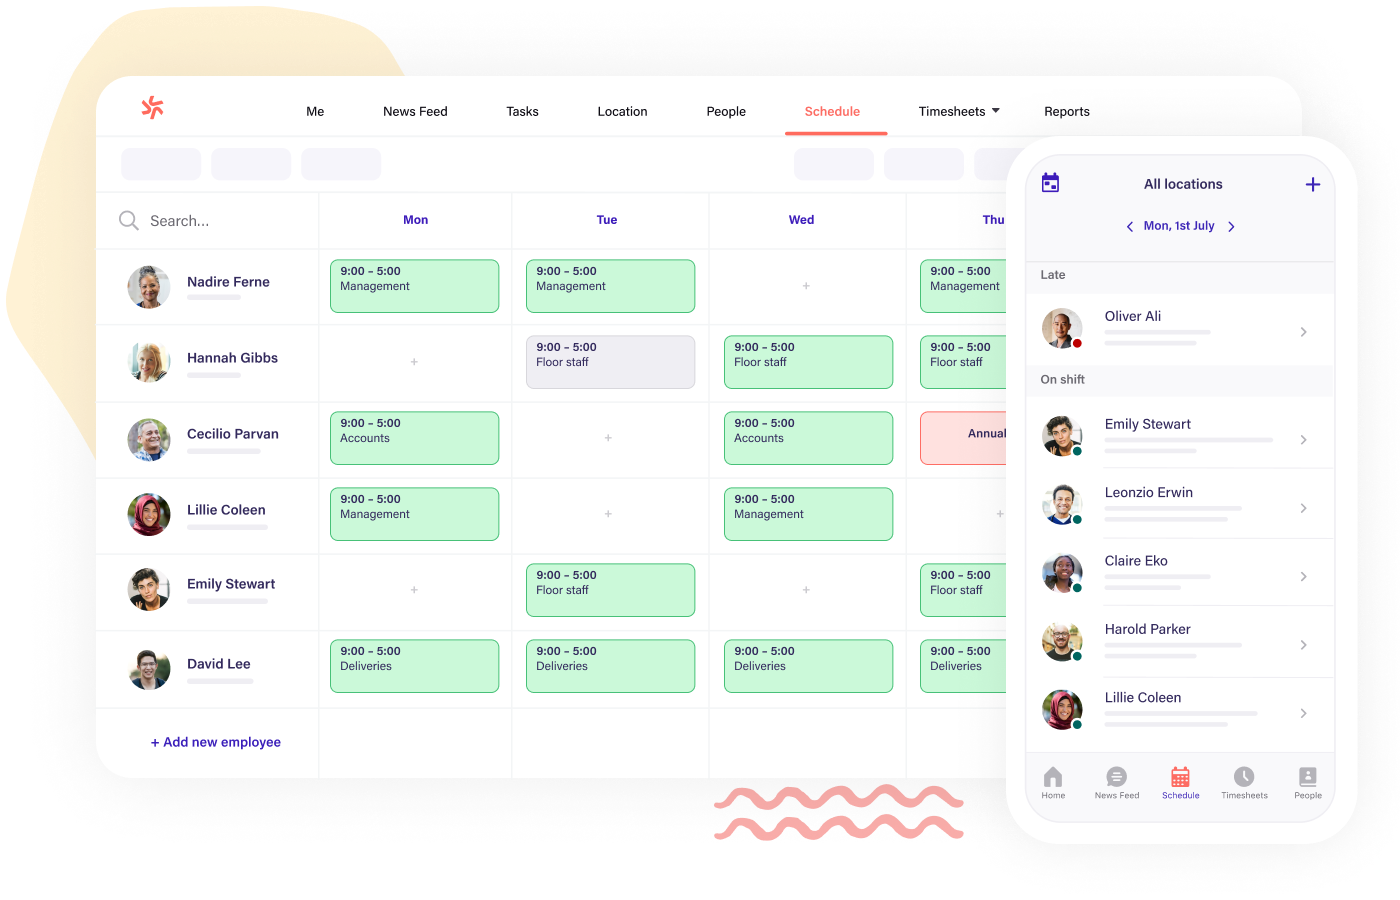 Me
News Feed
Tasks
Location
People
Schedule
Timesheets
Reports
Search...
Mon
Tue
Wed
Thu
Nadire Ferne
9:00 – 5:00
Management
9:00 – 5:00
Management
+
9:00 – 5:00
Management
Hannah Gibbs
+
9:00 – 5:00
Floor staff
9:00 – 5:00
Floor staff
9:00 – 5:00
Floor staff
Cecilio Parvan
9:00 – 5:00
Accounts
+
9:00 – 5:00
Accounts
Annual
Lillie Coleen
9:00 – 5:00
Management
+
9:00 – 5:00
Management
+
Emily Stewart
+
9:00 – 5:00
Floor staff
+
9:00 – 5:00
Floor staff
David Lee
9:00 – 5:00
Deliveries
9:00 – 5:00
Deliveries
9:00 – 5:00
Deliveries
9:00 – 5:00
Deliveries
+ Add new employee
All locations
+
Mon, 1st July
Late
Oliver Ali
On shift
Emily Stewart
Leonzio Erwin
Claire Eko
Harold Parker
Lillie Coleen
Home
News Feed
Schedule
Timesheets
People